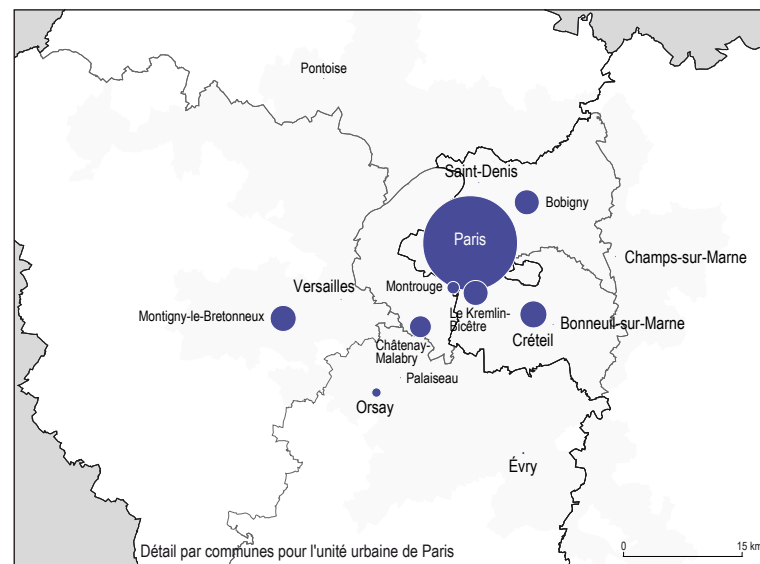 Pontoise
Saint-Denis
Bobigny
Paris
Champs-sur-Marne
Versailles
Montrouge
Montigny-le-Bretonneux
Le Kremlin-
Bicêtre
Bonneuil-sur-Marne
Créteil
Châtenay-
Malabry
Palaiseau
Orsay
Évry
Détail par communes pour l'unité urbaine de Paris
0 15 km